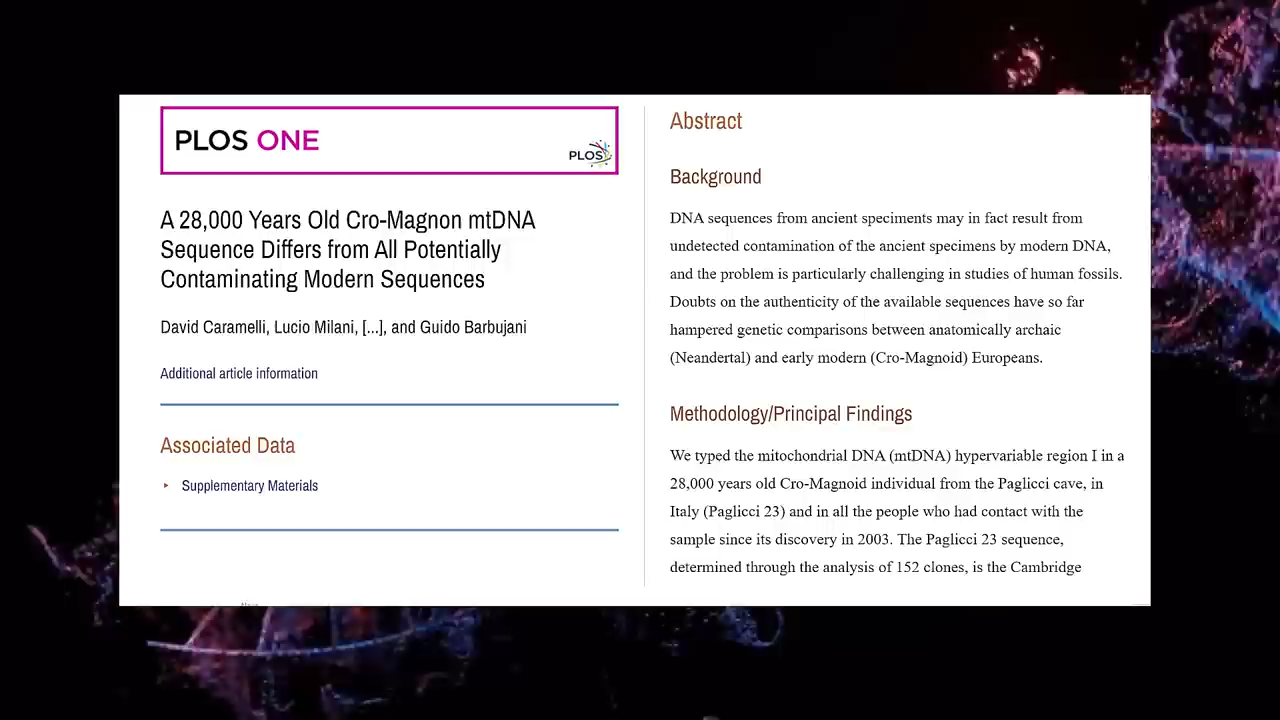 PLOS ONE
PLOS
A 28,000 Years Old Cro-Magnon mtDNA
Sequence Differs from All Potentially
Contaminating Modern Sequences
David Caramelli, Lucio Milani, [...], and Guido Barbujani
Additional article information
Associated Data
Supplementary Materials
Abstract
Background
DNA sequences from ancient speciments may in fact result from
undetected contamination of the ancient specimens by modern DNA,
and the problem is particularly challenging in studies of human fossils.
Doubts on the authenticity of the available sequences have so far
hampered genetic comparisons between anatomically archaic
(Neandertal) and early modern (Cro-Magnoid) Europeans.
Methodology/Principal Findings
We typed the mitochondrial DNA (mtDNA) hypervariable region I in a
28,000 years old Cro-Magnoid individual from the Paglicci cave, in
Italy (Paglicci 23) and in all the people who had contact with the
sample since its discovery in 2003. The Paglicci 23 sequence,
determined through the analysis of 152 clones, is the Cambridge